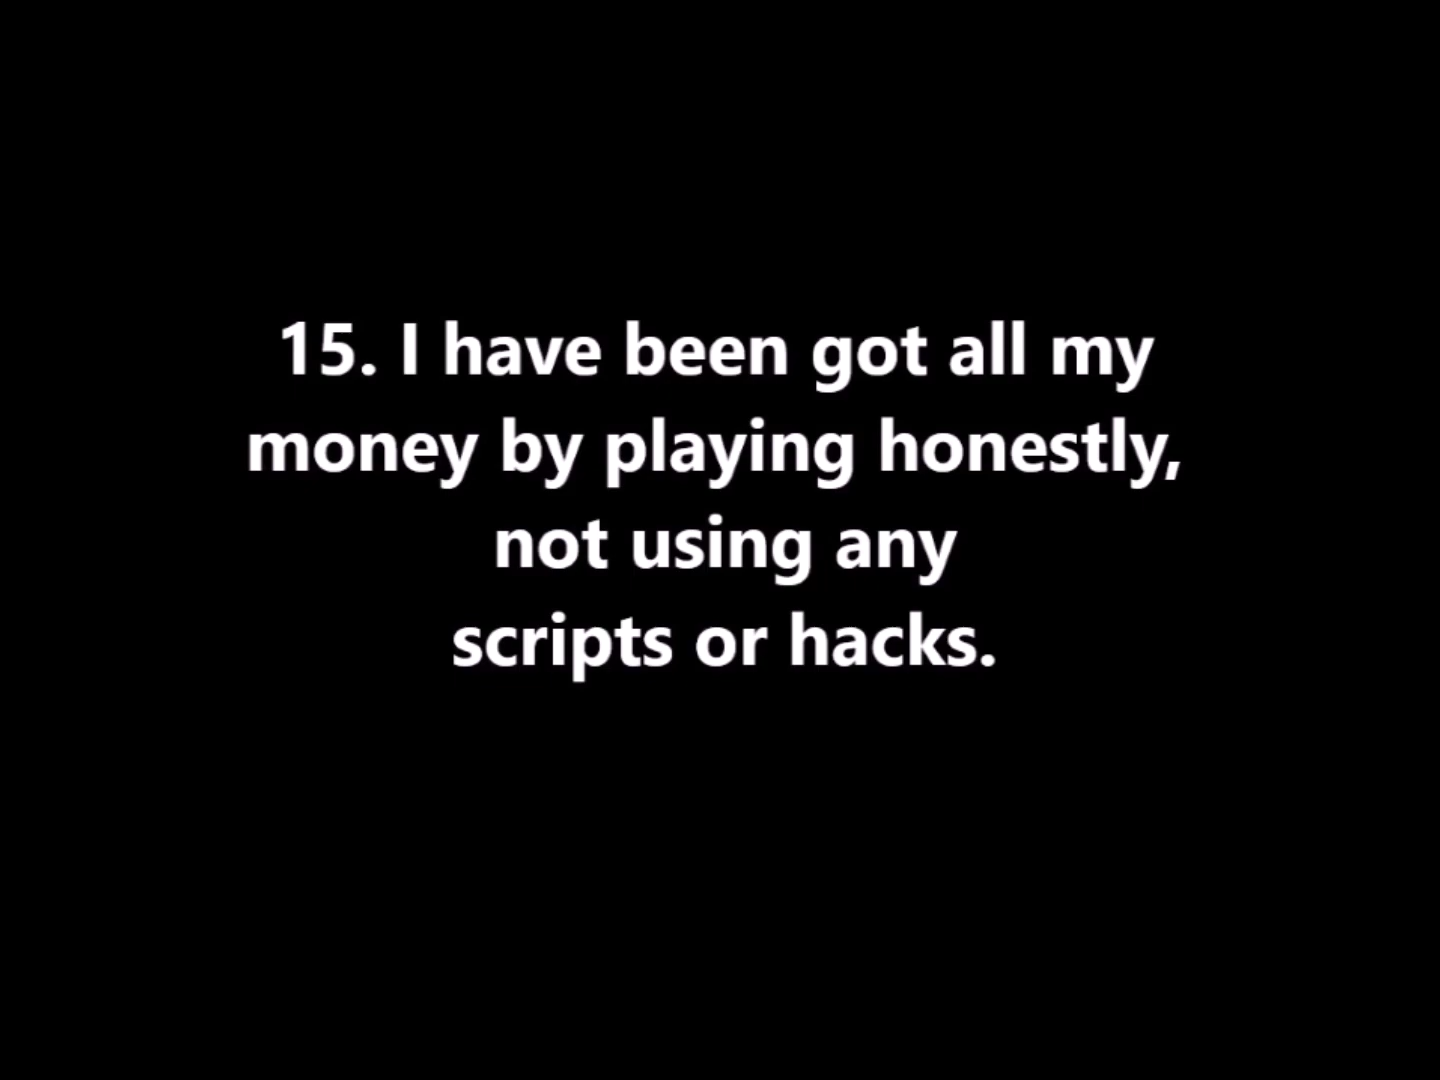 15. I have been got all my
money by playing honestly,
not using any
scripts or hacks.